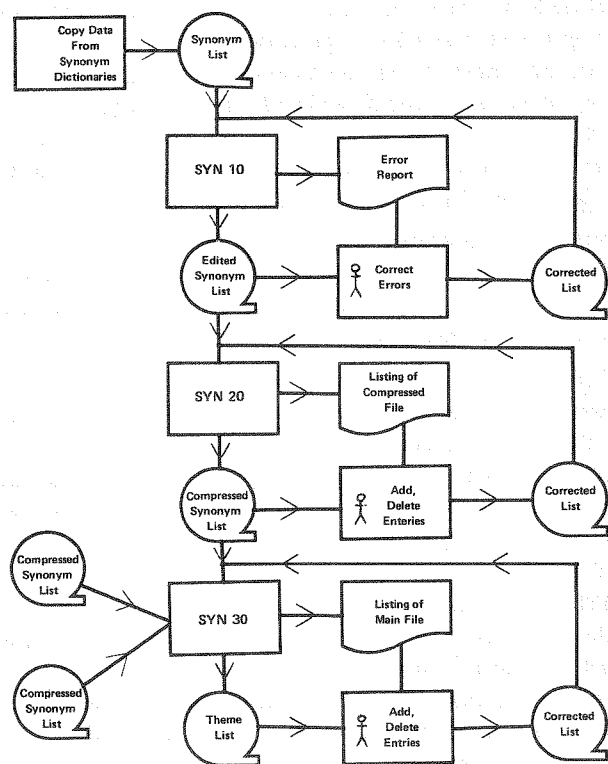 Copy Data
From
Synonym
Dictionaries
Synonym
List
SYN 10
Error
Report
Edited
Synonym
List
Correct
Errors
Corrected
List
SYN 20
Listing of
Compressed
File
Compressed
Synonym
List
Add,
Delete
Enteries
Corrected
List
Compressed
Synonym
List
SYN 30
Listing of
Main File
Compressed
Synonym
List
Theme
List
Add,
Delete
Entries
Corrected
List